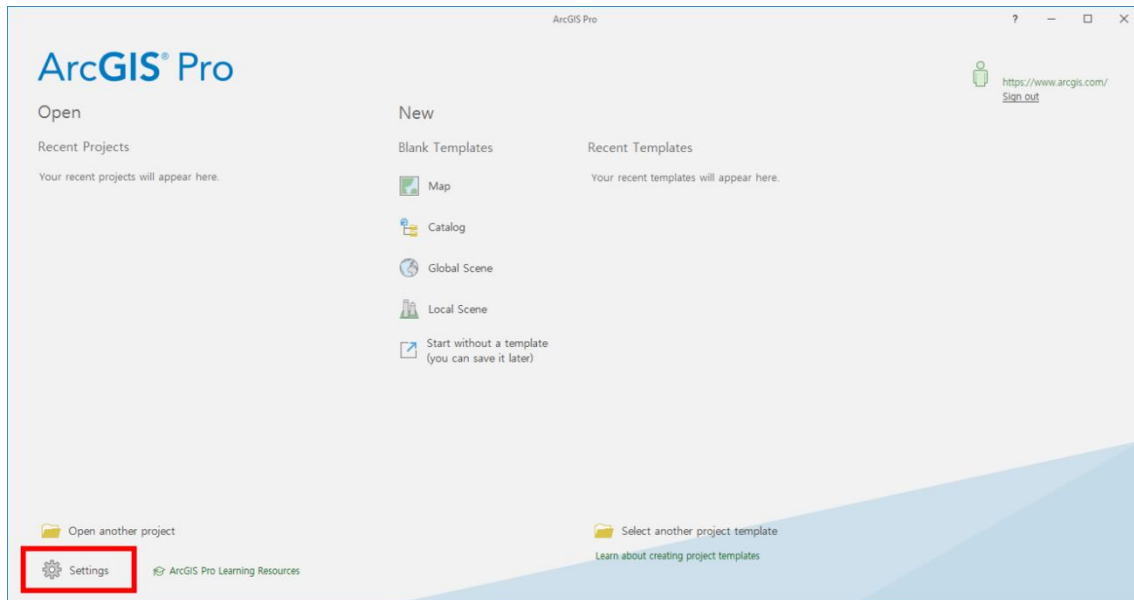 ArcGIS Pro
?
ArcGIS® Pro
https://www.arcgis.com/
Sign out
Open
Recent Projects
Your recent projects will appear here.
New
Blank Templates
Map
Catalog
Global Scene
Local Scene
Start without a template
(you can save it later)
Recent Templates
Your recent templates will appear here.
Open another project
Settings
ArcGIS Pro Learning Resources
Select another project template
Learn about creating project templates